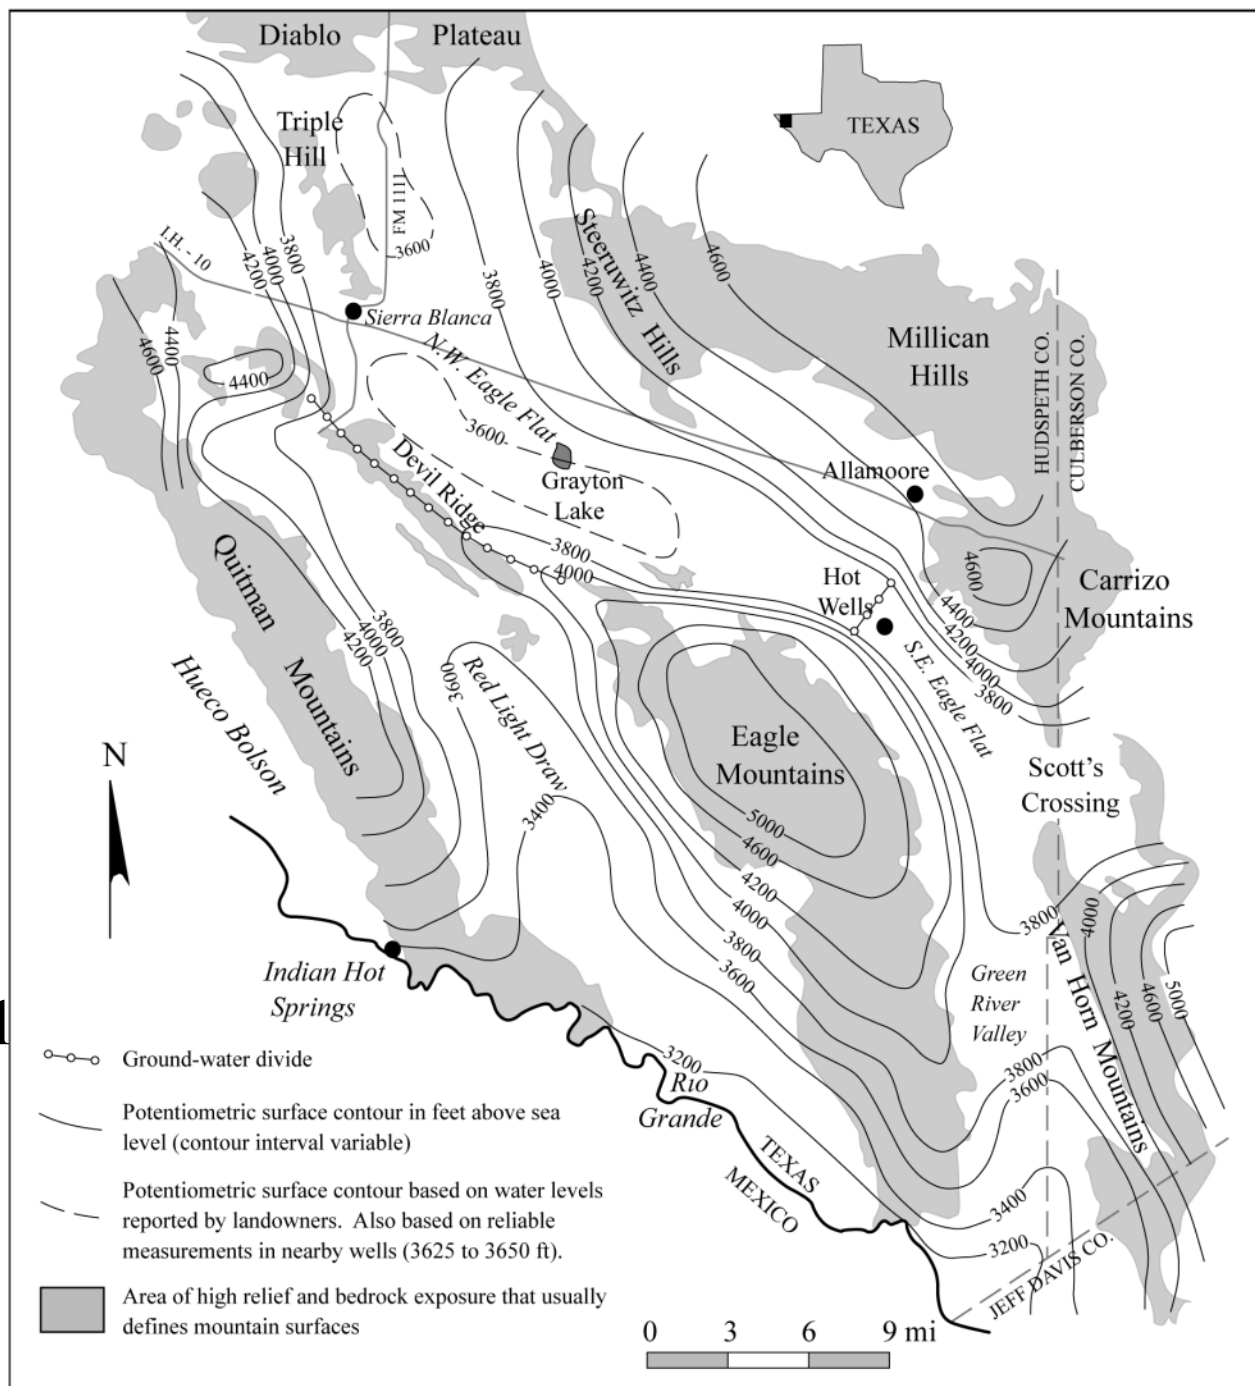 Diablo Plateau
TEXAS
Triple
Hill
FM 1111
3600
I.H. - 10
3800
4000
4200
Sierra Blanca
4400
4600
4400
N.W. Eagle Flat
3600
Grayton
Lake
3800
4000
Steeruwitz
Hills
4200
4400
4600
Millican
Hills
HUDSPETH CO.
CULBERSON CO.
Allamoore
Devil Ridge
3800
4000
Hot
Wells
4600
Carrizo
Mountains
4400
4200
4000
3800
S.E. Eagle Flat
Quitman
Mountains
3800
4000
4200
Hueco Bolson
3600
Red Light Draw
3400
Eagle
Mountains
5000
4600
4200
4000
3800
3600
Scott's
Crossing
N
3800
4000
Van Horn Mountains
4200
4600
5000
Green
River
Valley
Indian Hot
Springs
3800
3600
3200
Rio
Grande
TEXAS
MEXICO
3400
3200
JEFF DAVIS CO.
Ground-water divide
Potentiometric surface contour in feet above sea
level (contour interval variable)
Potentiometric surface contour based on water levels
reported by landowners. Also based on reliable
measurements in nearby wells (3625 to 3650 ft).
Area of high relief and bedrock exposure that usually
defines mountain surfaces
0 3 6 9 mi